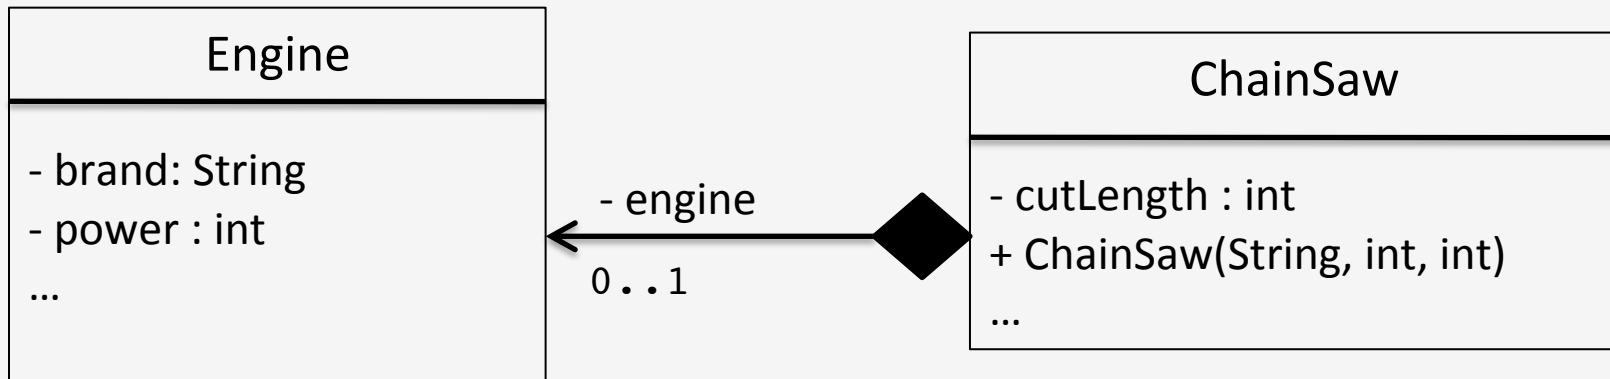 Engine
- brand: String
- power : int
...
- engine
0..1
ChainSaw
- cutLength : int
+ ChainSaw(String, int, int)
...